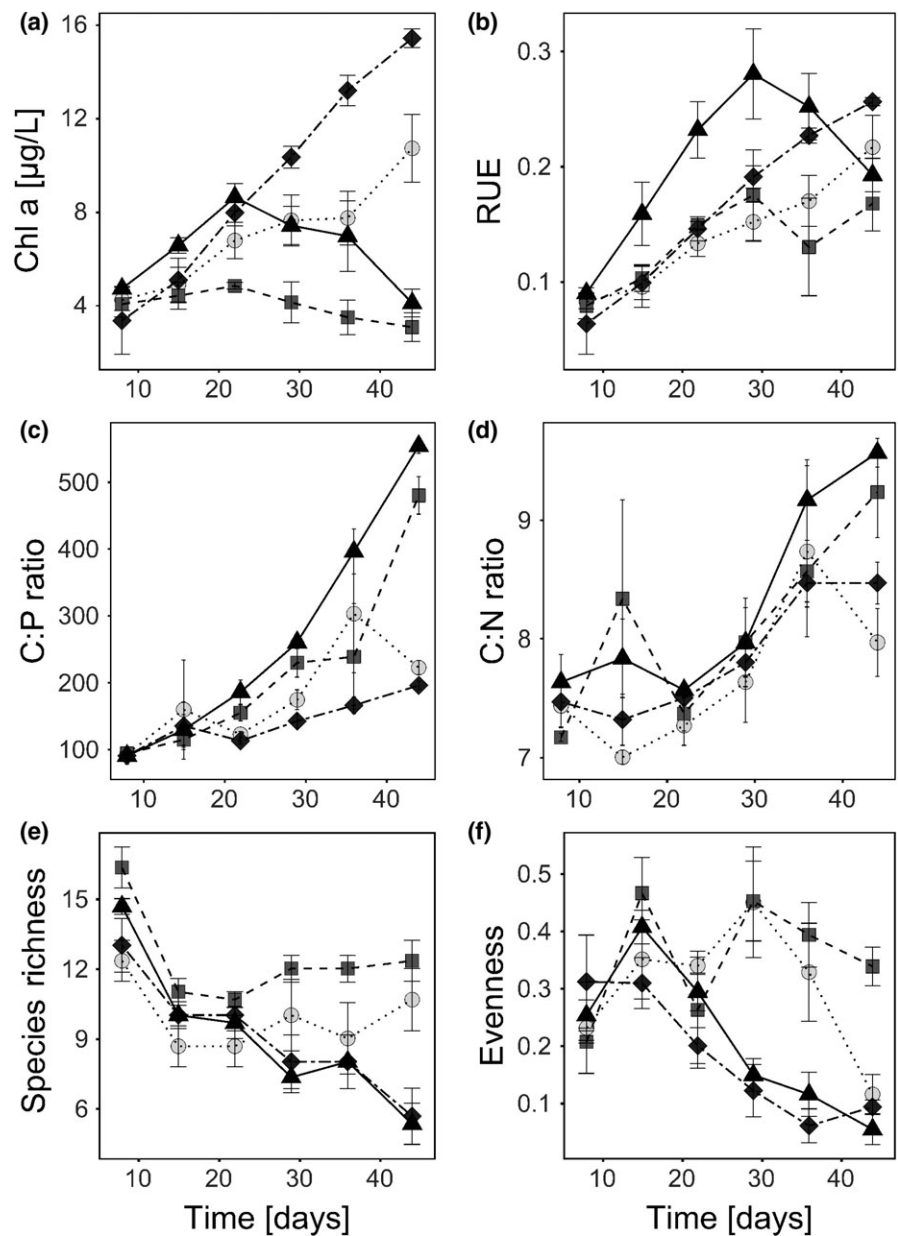 (a)
Chl a [µg/L]
16
12
8
4
10 20 30 40
(b)
RUE
0.3
0.2
0.1
10 20 30 40
(c)
C:P ratio
500
400
300
200
100
10 20 30 40
(d)
C:N ratio
9
8
7
10 20 30 40
(e)
Species richness
15
12
9
6
10 20 30 40
Time [days]
(f)
Evenness
0.5
0.4
0.3
0.2
0.1
10 20 30 40
Time [days]